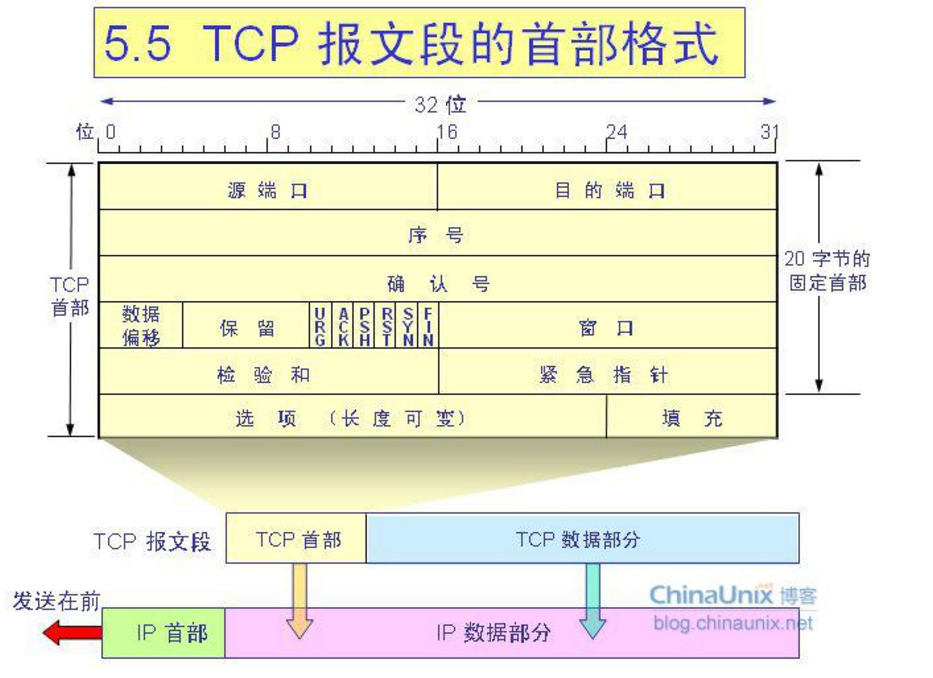 5.5 TCP 报文段的首部格式
32 位
位 0 8 16 24 31
源 端 口 目 的 端 口
序 号
确 认 号
TCP 首部
20 字节的
固定首部
数据
偏移
保 留
URG ACK PSH RST SYN FIN
窗 口
检 验 和 紧 急 指 针
选 项 (长 度 可 变) 填 充
TCP 报文段 TCP 首部 TCP 数据部分
发送在前
IP 首部 IP 数据部分
ChinaUnix.net 博客
blog.chinaunix.net